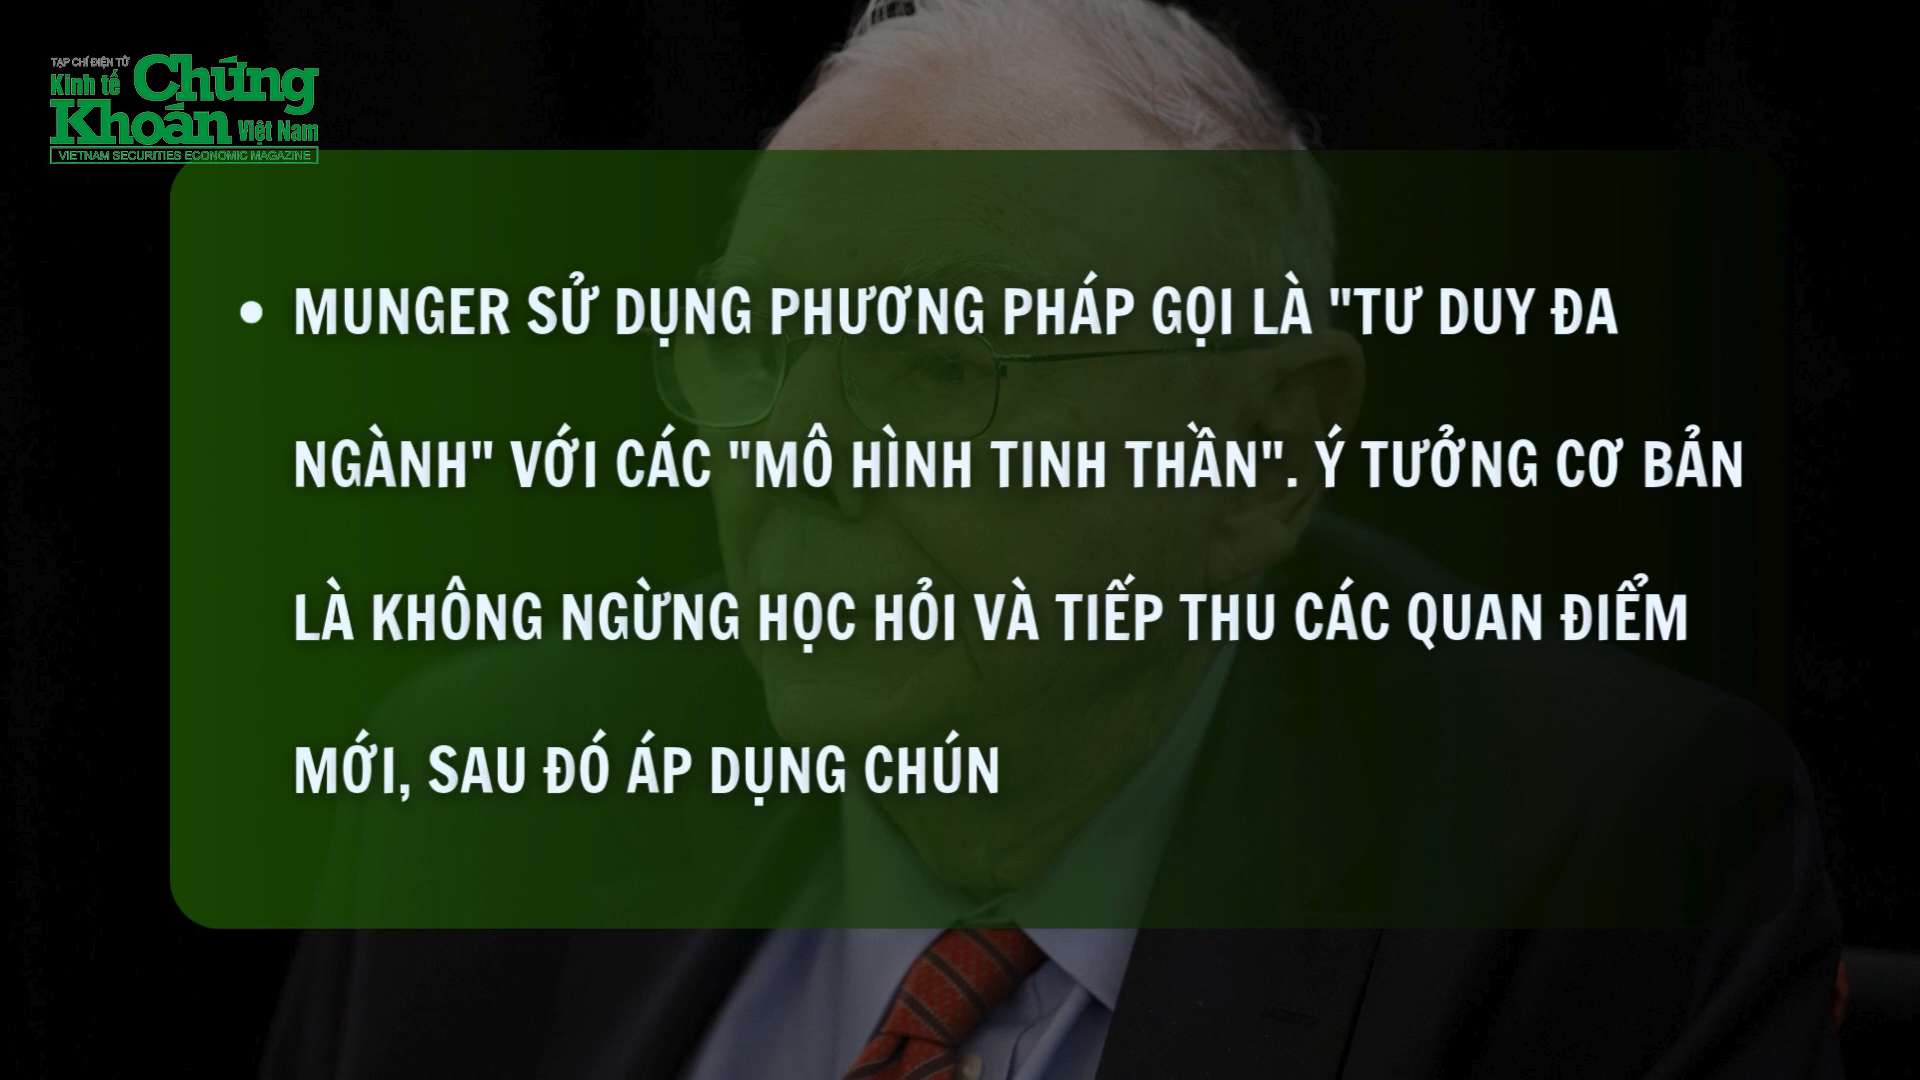 TẠP CHÍ ĐIỆN TỬ
Kinh tế Chứng
Khoán Việt Nam
VIETNAM SECURITIES ECONOMIC MAGAZINE
• MUNGER SỬ DỤNG PHƯƠNG PHÁP GỌI LÀ "TƯ DUY ĐA
NGÀNH" VỚI CÁC "MÔ HÌNH TINH THẦN". Ý TƯỞNG CƠ BẢN
LÀ KHÔNG NGỪNG HỌC HỎI VÀ TIẾP THU CÁC QUAN ĐIỂM
MỚI, SAU ĐÓ ÁP DỤNG CHÚN